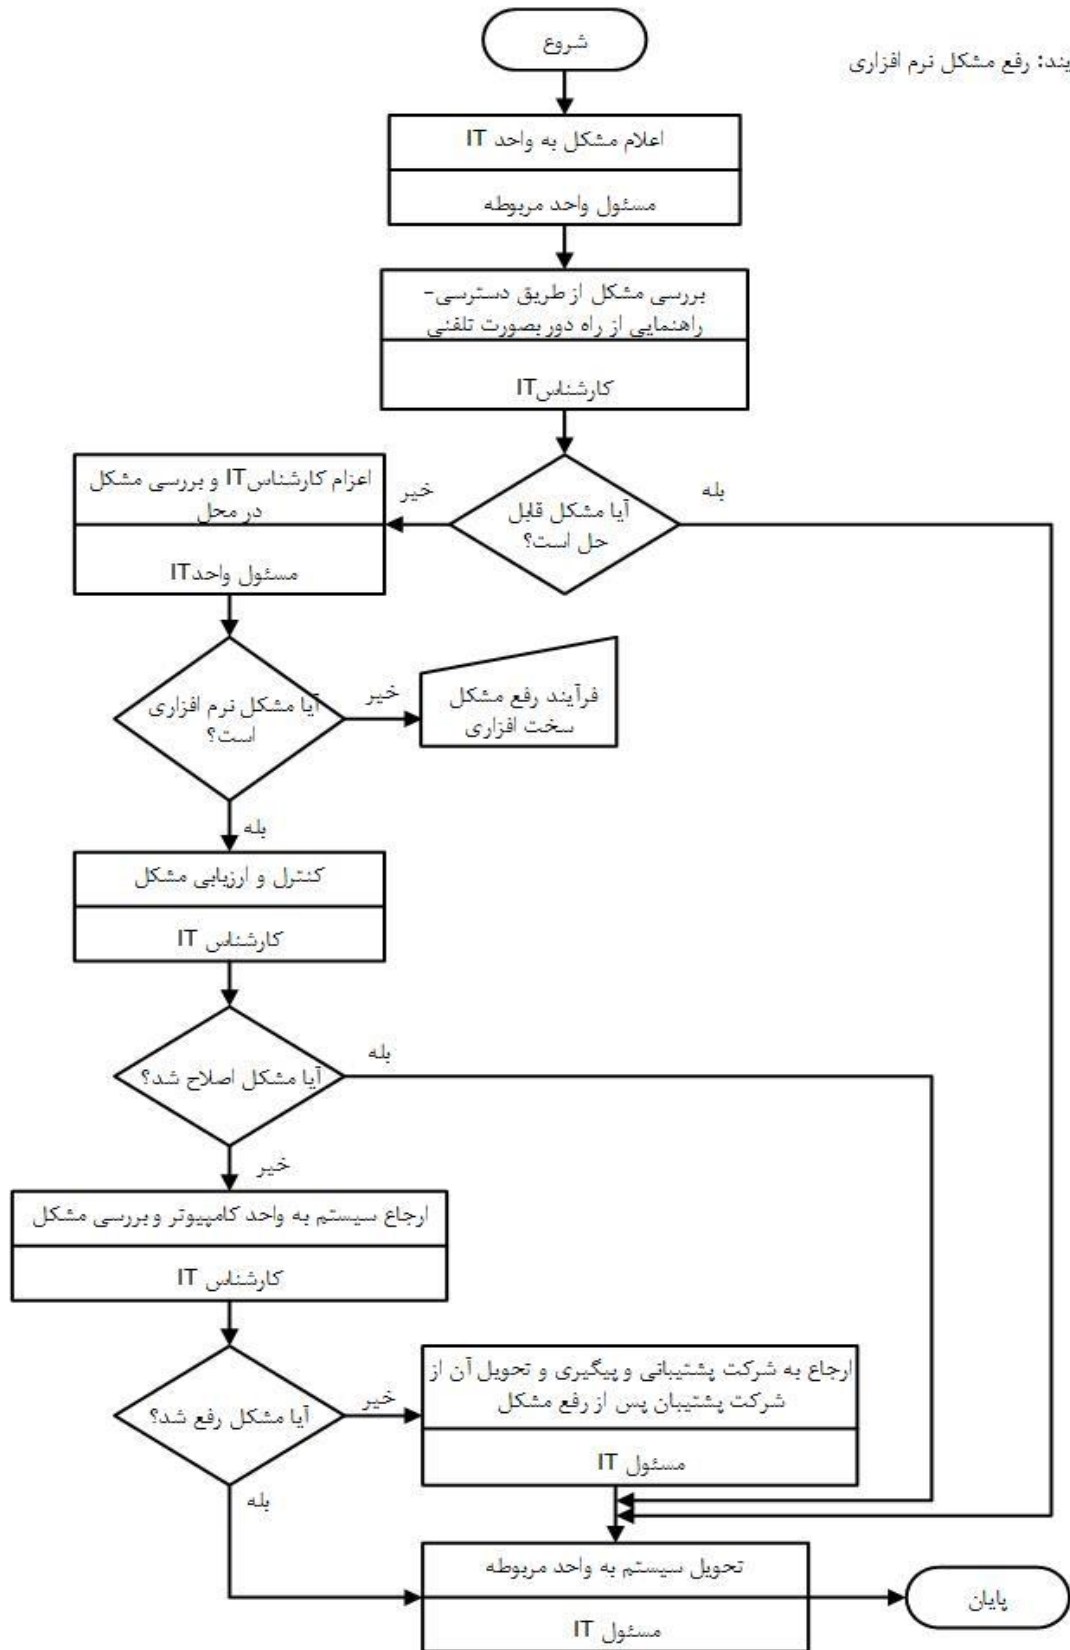 شروع
یند: رفع مشکل نرم افزاری
اعلام مشکل به واحد IT
مسئول واحد مربوطه
بررسی مشکل از طریق دسترسی-
راهنمایی از راه دور بصورت تلفنی
کارشناسIT
آیا مشکل قابل
حل است؟
بله
خیر
اعزام کارشناسIT و بررسی مشکل
در محل
مسئول واحدIT
آیا مشکل نرم افزاری
است؟
خیر
فرآیند رفع مشکل
سخت افزاری
بله
کنترل و ارزیابی مشکل
کارشناس IT
آیا مشکل اصلاح شد؟
بله
خیر
ارجاع سیستم به واحد کامپیوتر و بررسی مشکل
کارشناس IT
آیا مشکل رفع شد؟
خیر
ارجاع به شرکت پشتیبانی و پیگیری و تحویل آن از
شرکت پشتیبان پس از رفع مشکل
مسئول IT
بله
تحویل سیستم به واحد مربوطه
مسئول IT
پایان